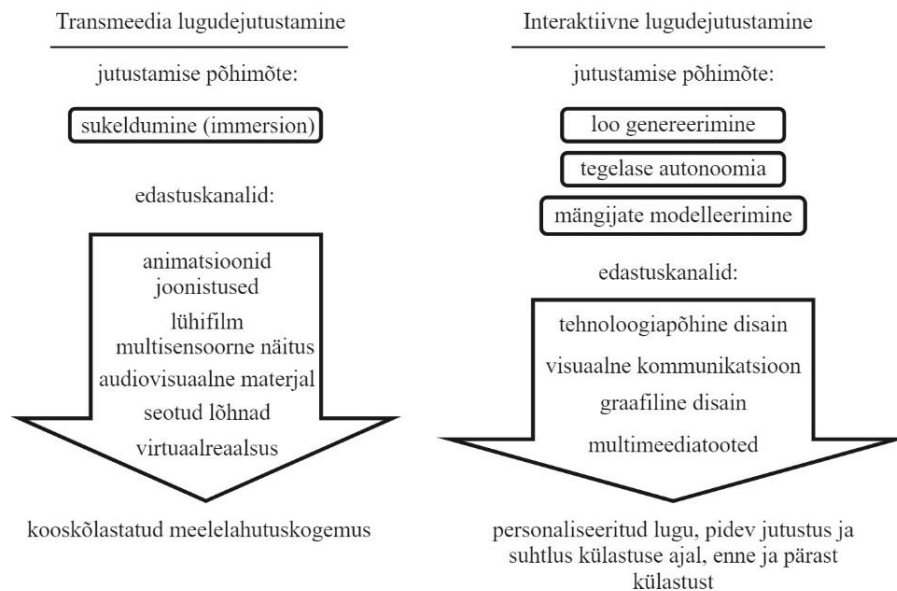 Transmeedia lugudejutustamine
jutustamise põhimõte:
sukeldumine (immersion)
edastuskanalid:
animatsioonid
joonistused
lühifilm
multisensoorne näitus
audiovisuaalne materjal
seotud lõhnad
virtuaalreaalsus
kooskõlastatud meelelahutuskogemus
Interaktiivne lugudejutustamine
jutustamise põhimõte:
loo genereerimine
tegelase autonoomia
mängijate modelleerimine
edastuskanalid:
tehnoloogiapõhine disain
visuaalne kommunikatsioon
graafiline disain
multimeediatooted
personaliseeritud lugu, pidev jutustus ja
suhtlus külastuse ajal, enne ja pärast
külastust